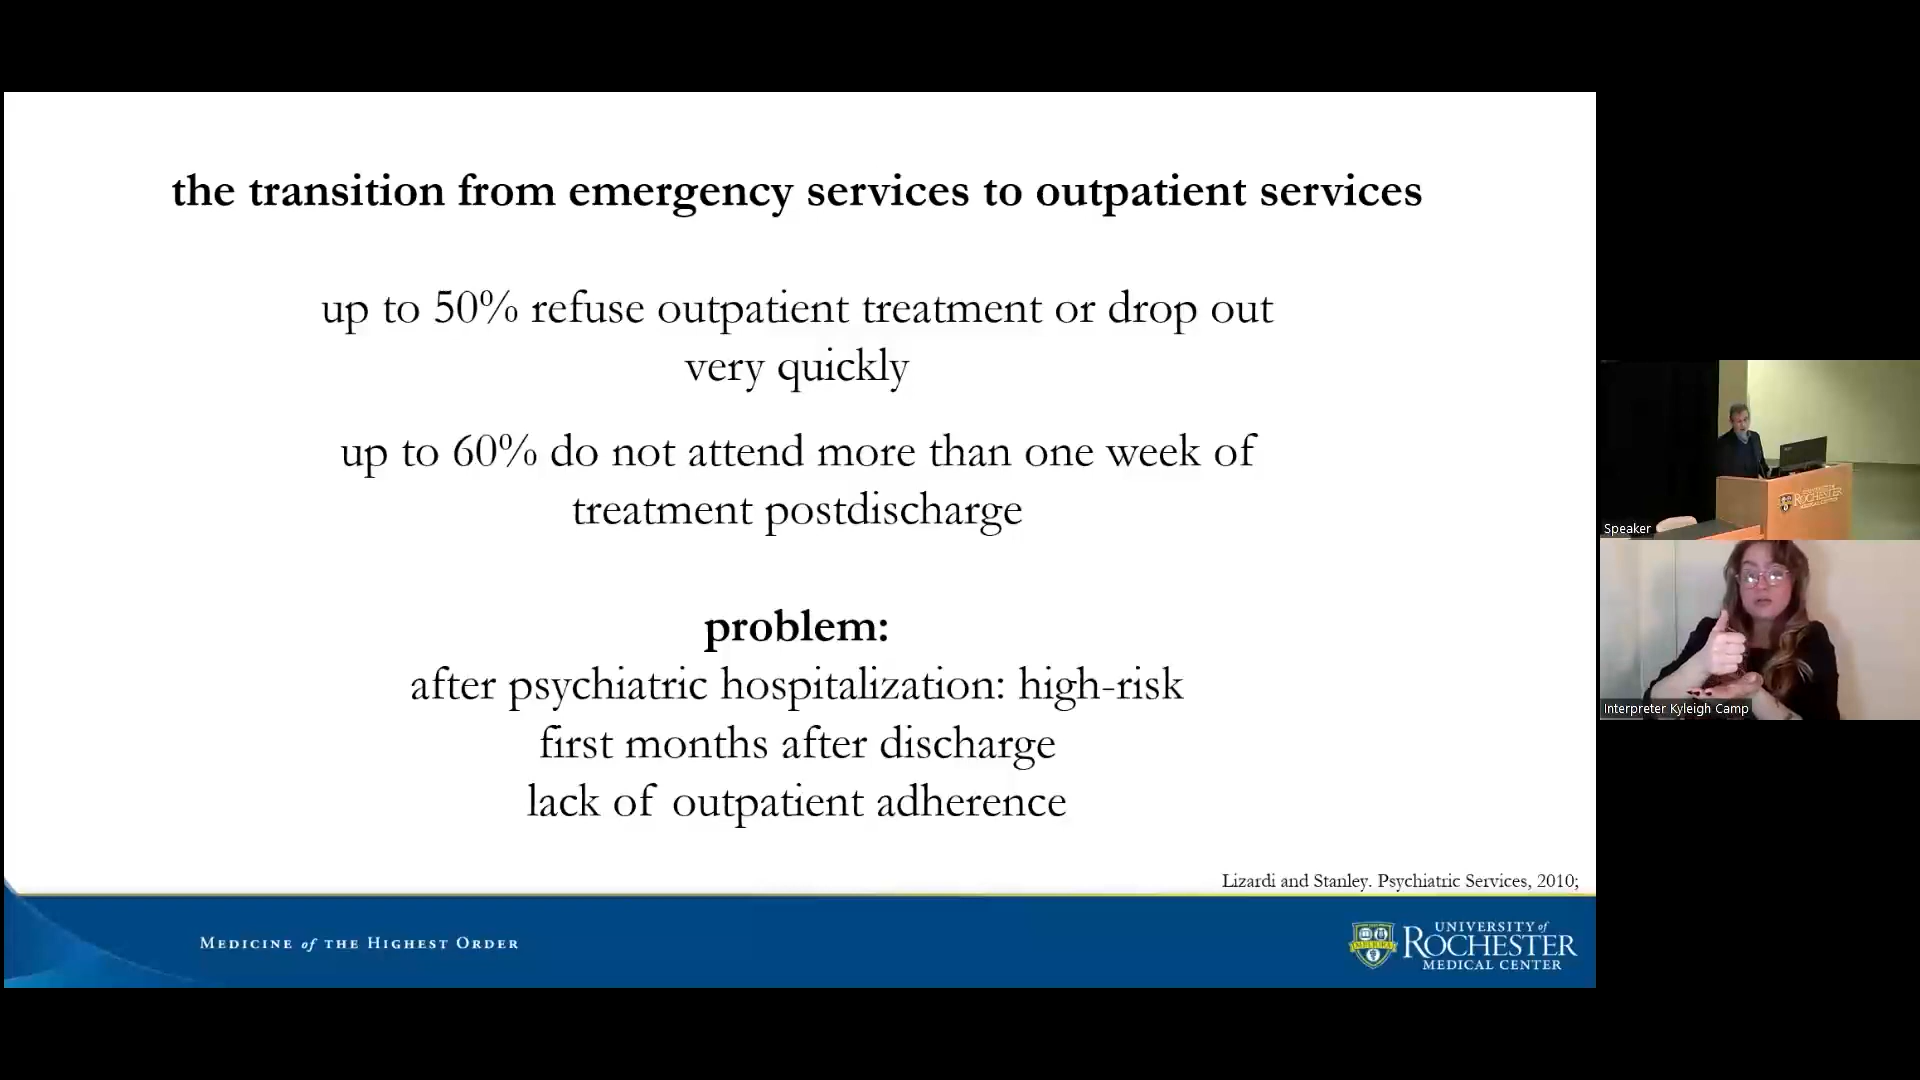 the transition from emergency services to outpatient services
up to 50% refuse outpatient treatment or drop out
very quickly
up to 60% do not attend more than one week of
treatment postdischarge
problem:
after psychiatric hospitalization: high-risk
first months after discharge
lack of outpatient adherence
Lizardi and Stanley. Psychiatric Services, 2010;
MEDICINE of THE HIGHEST ORDER
UNIVERSITY of
ROCHESTER
MEDICAL CENTER
ROCHESTER
Speaker
Interpreter Kyleigh Camp